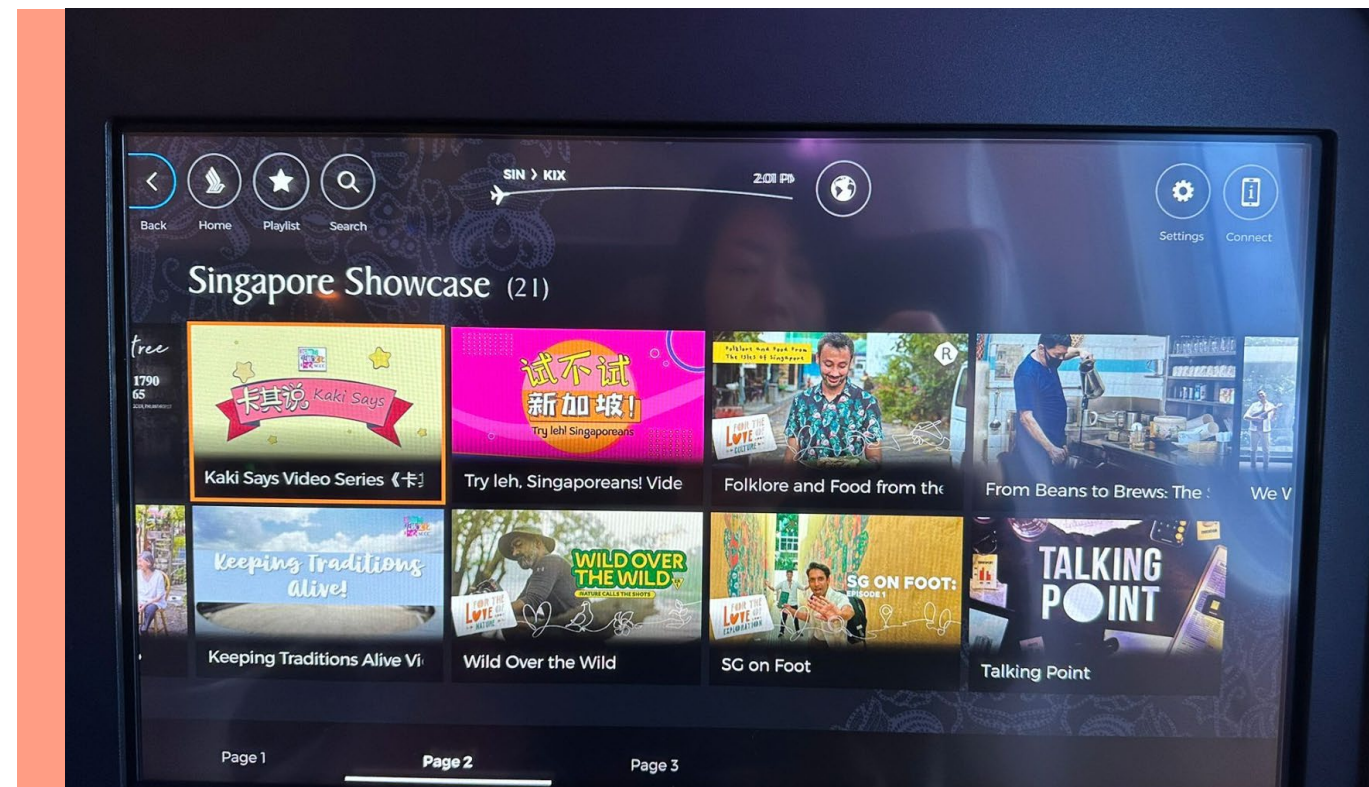 SIN > KIX
2:01 PM
Back
Home
Playlist
Search
Settings
Connect
Singapore Showcase (21)
tree
1790
65
卡其说 Kaki Says
Kaki Says Video Series 《卡
试不试
新加坡!
Try leh! Singaporeans
Try leh, Singaporeans! Vide
Folklore and Food from
The Isles of Singapore
R
FOR THE
LOVE OF
CULTURE
Folklore and Food from the
From Beans to Brews: The
We V
Keeping Traditions
Alive!
Keeping Traditions Alive Vi
WILD OVER
THE WILD
NATURE CALLS THE SHOTS
FOR THE
LOVE OF
NATURE
Wild Over the Wild
SG ON FOOT:
EPISODE 1
FOR THE
LOVE OF
EXPLORATION
SG on Foot
TALKING
POINT
Talking Point
Page 1
Page 2
Page 3